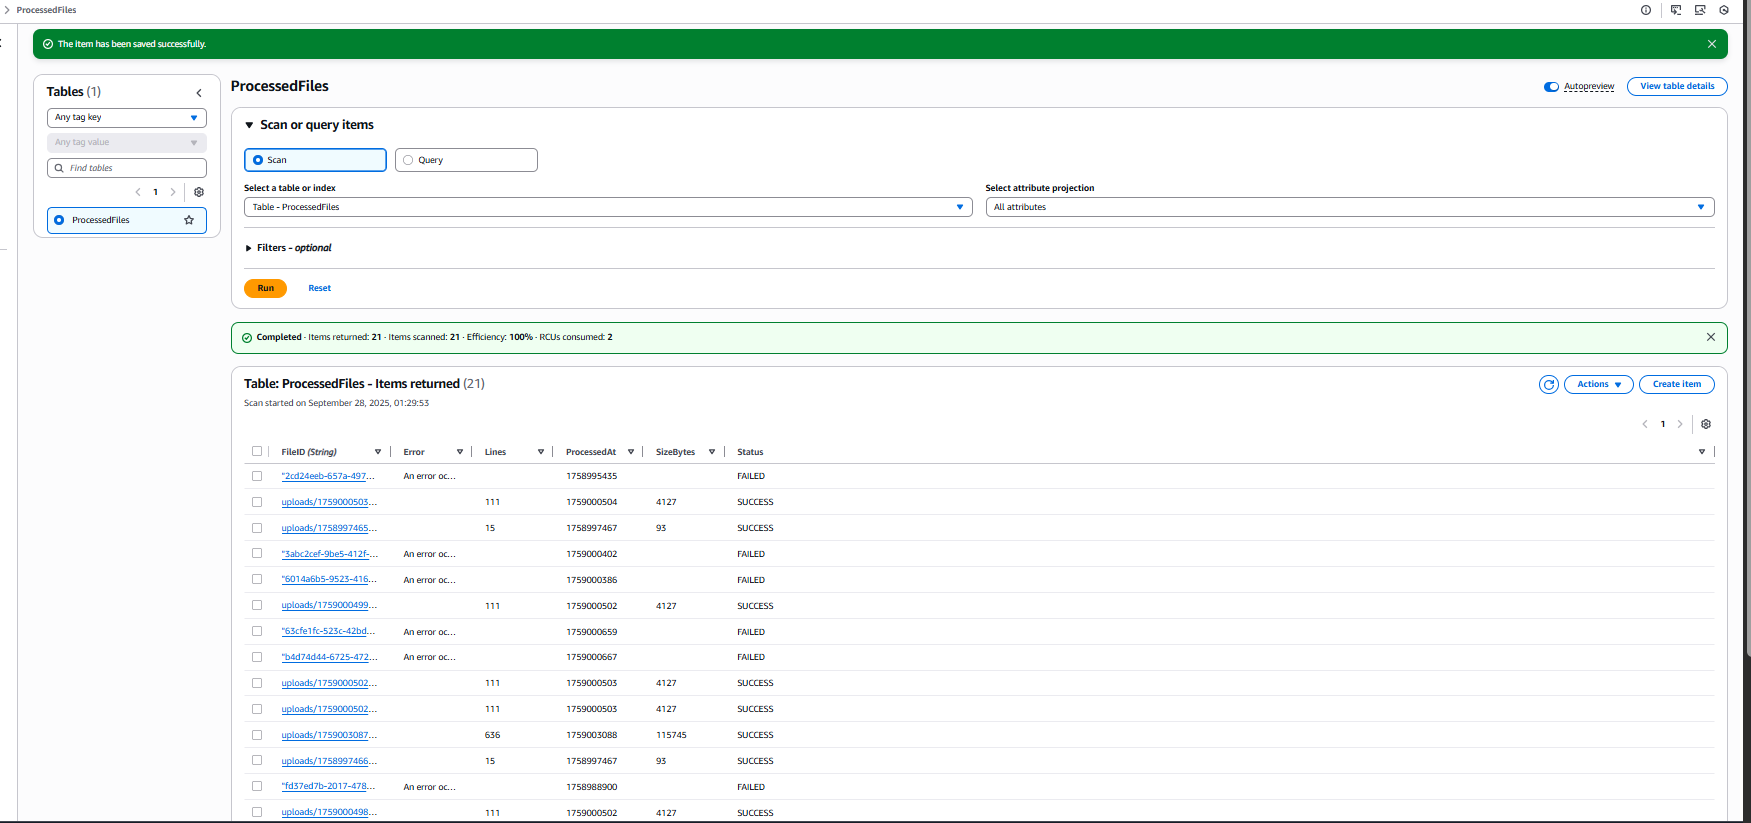 ProcessedFiles
The item has been saved successfully.
Tables (1)
Any tag key
Any tag value
Find tables
1
ProcessedFiles
ProcessedFiles
Autopreview
View table details
Scan or query items
Scan
Query
Select a table or index
Table - ProcessedFiles
Select attribute projection
All attributes
Filters - optional
Run
Reset
Completed · Items returned: 21 · Items scanned: 21 · Efficiency: 100% · RCUs consumed: 2
Table: ProcessedFiles - Items returned (21)
Scan started on September 28, 2025, 01:29:53
Actions
Create item
1
FileID (String) Error Lines ProcessedAt SizeBytes Status
"2cd24eeb-657a-497... An error oc... 1758995435 FAILED
uploads/1759000503... 111 1759000504 4127 SUCCESS
uploads/1758997465... 15 1758997467 93 SUCCESS
"3abc2cef-9be5-412f-... An error oc... 1759000402 FAILED
"6014a6b5-9523-416... An error oc... 1759000386 FAILED
uploads/1759000499... 111 1759000502 4127 SUCCESS
"63cfe1fc-523c-42bd... An error oc... 1759000659 FAILED
"b4d74d44-6725-472... An error oc... 1759000667 FAILED
uploads/1759000502... 111 1759000503 4127 SUCCESS
uploads/1759000502... 111 1759000503 4127 SUCCESS
uploads/1759003087... 636 1759003088 115745 SUCCESS
uploads/1758997466... 15 1758997467 93 SUCCESS
"fd37ed7b-2017-478... An error oc... 1758988900 FAILED
uploads/1759000498... 111 1759000502 4127 SUCCESS